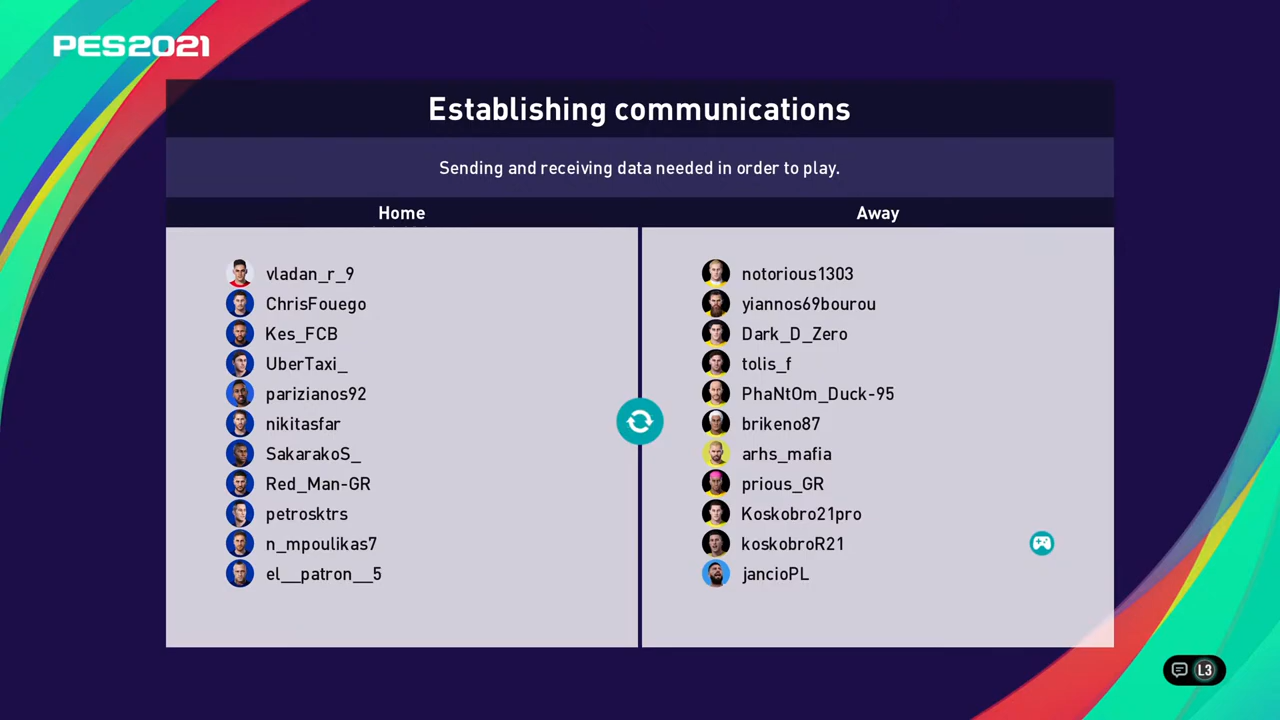 PES2021
Establishing communications
Sending and receiving data needed in order to play.
Home
Away
vladan_r_9
notorious1303
ChrisFouego
yiannos69bourou
Kes_FCB
Dark_D_Zero
UberTaxi_
tolis_f
parizianos92
PhaNtOm_Duck-95
nikitasfar
brikeno87
SakarakoS_
arhs_mafia
Red_Man-GR
prious_GR
petrosktrs
Koskobro21pro
n_mpoulikas7
koskobroR21
el__patron__5
jancioPL
L3